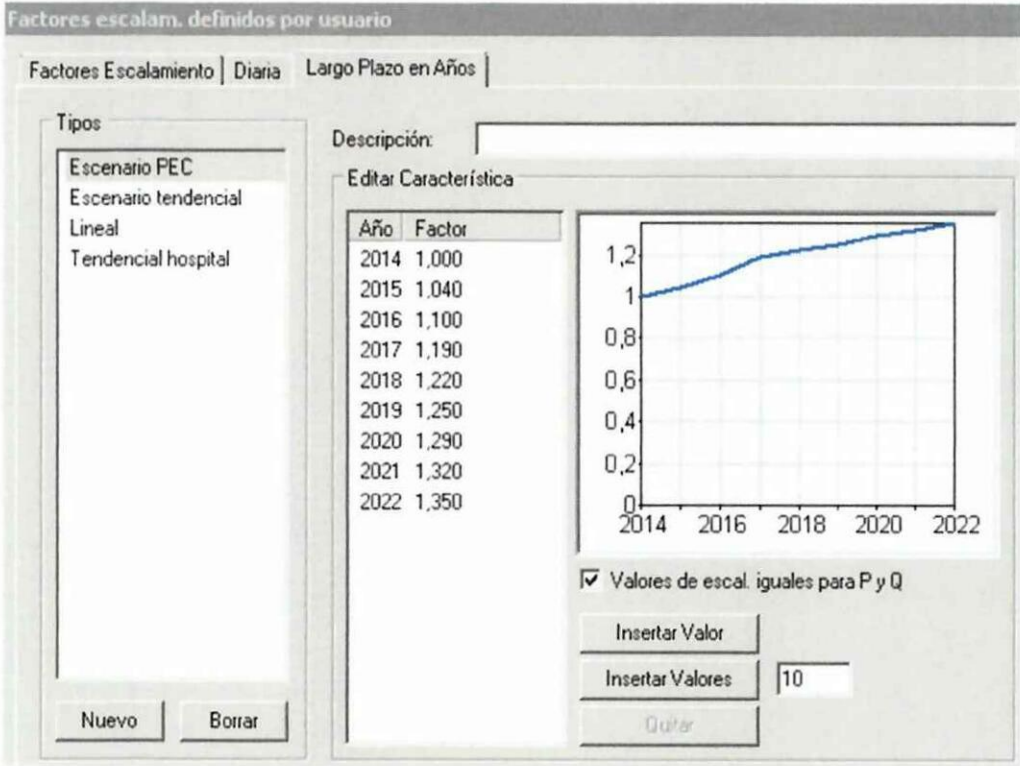 Factores escalam. definidos por usuario
Factores Escalamiento Diaria Largo Plazo en Años
Tipos
Escenario PEC
Escenario tendencial
Lineal
Tendencial hospital
Nuevo Borrar
Descripción:
Editar Característica
Año Factor
2014 1,000
2015 1,040
2016 1,100
2017 1,190
2018 1,220
2019 1,250
2020 1,290
2021 1,320
2022 1,350
1,2
1
0,8
0,6
0,4
0,2
0
2014 2016 2018 2020 2022
Valores de escal. iguales para P y Q
Insertar Valor
Insertar Valores 10
Quitar